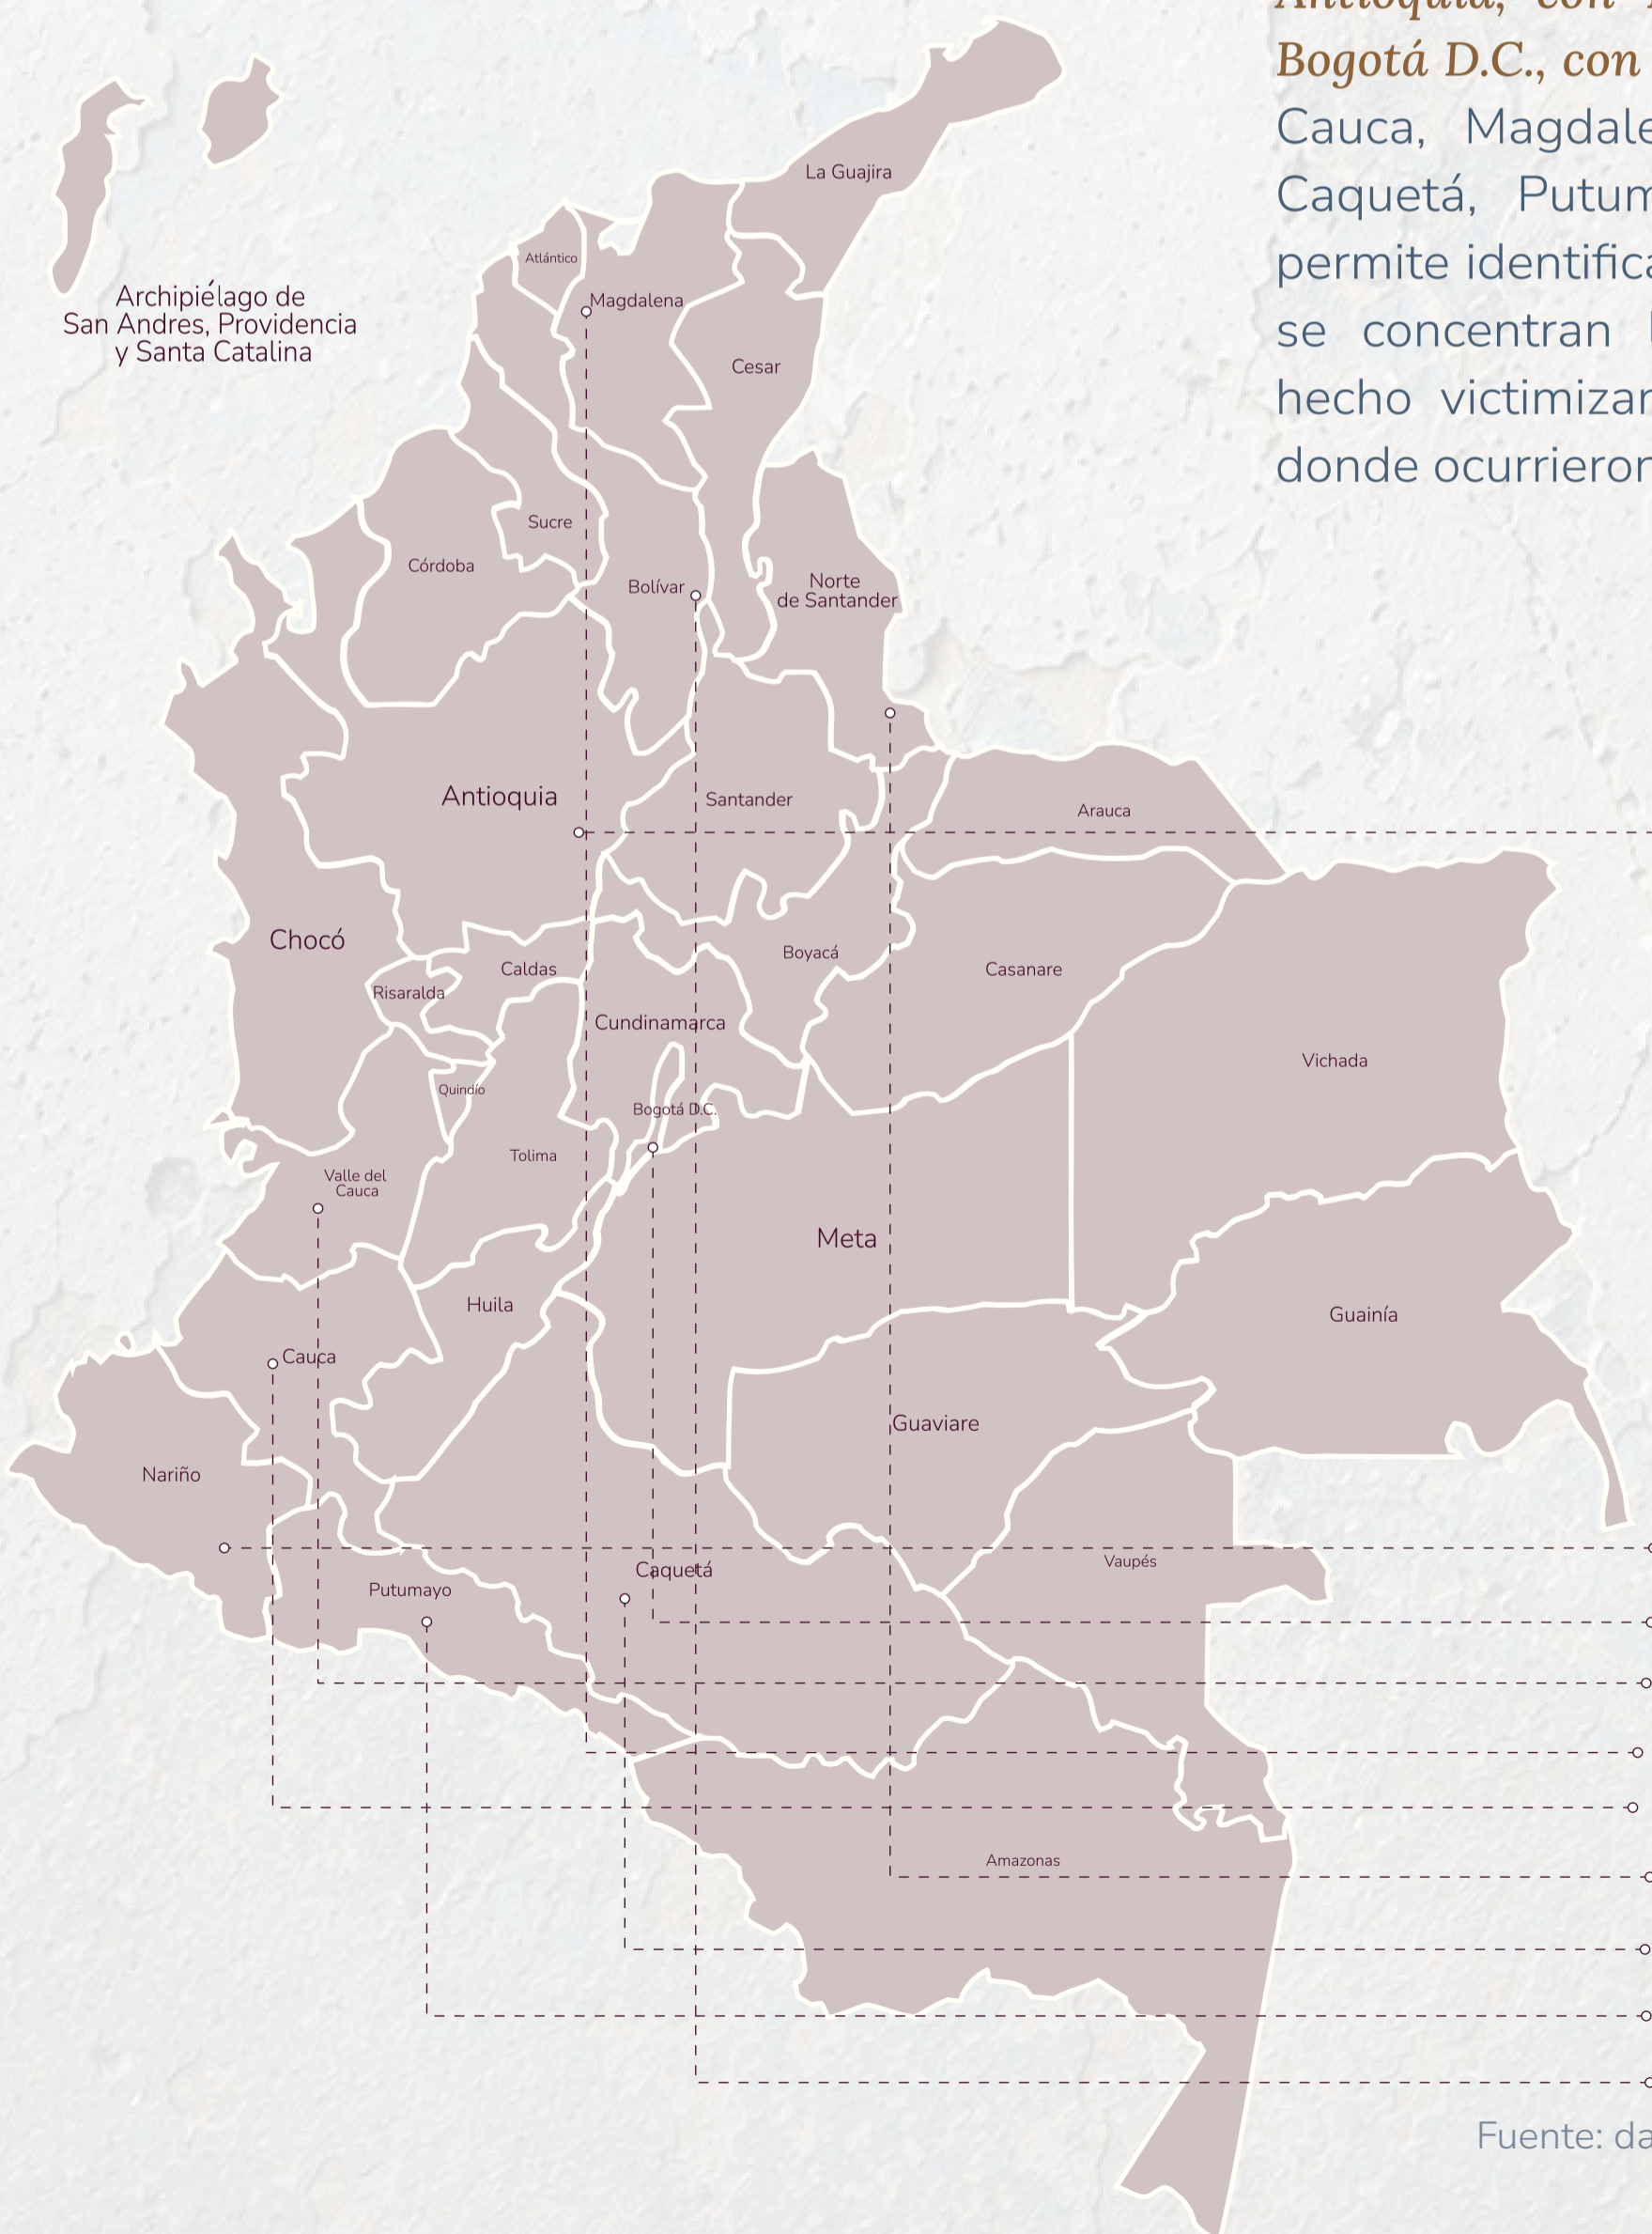 Bogotá D.C., con
Cauca, Magdale
Caquetá, Putum
permite identifica
se concentran
hecho victimizar
donde ocurrieror
La Guajira
Atlántico
Archipiélago de
San Andres, Providencia
y Santa Catalina
Magdalena
Cesar
Sucre
Córdoba
Bolívar
Norte
de Santander
Antioquia
Santander
Arauca
Chocó
Caldas
Boyacá
Casanare
Risaralda
Cundinamarca
Vichada
Quindío
Bogotá D.C.
Tolima
Valle del
Cauca
Meta
Huila
Guainía
Cauca
Guaviare
Nariño
Vaupés
Caquetá
Putumayo
Amazonas
Fuente: da